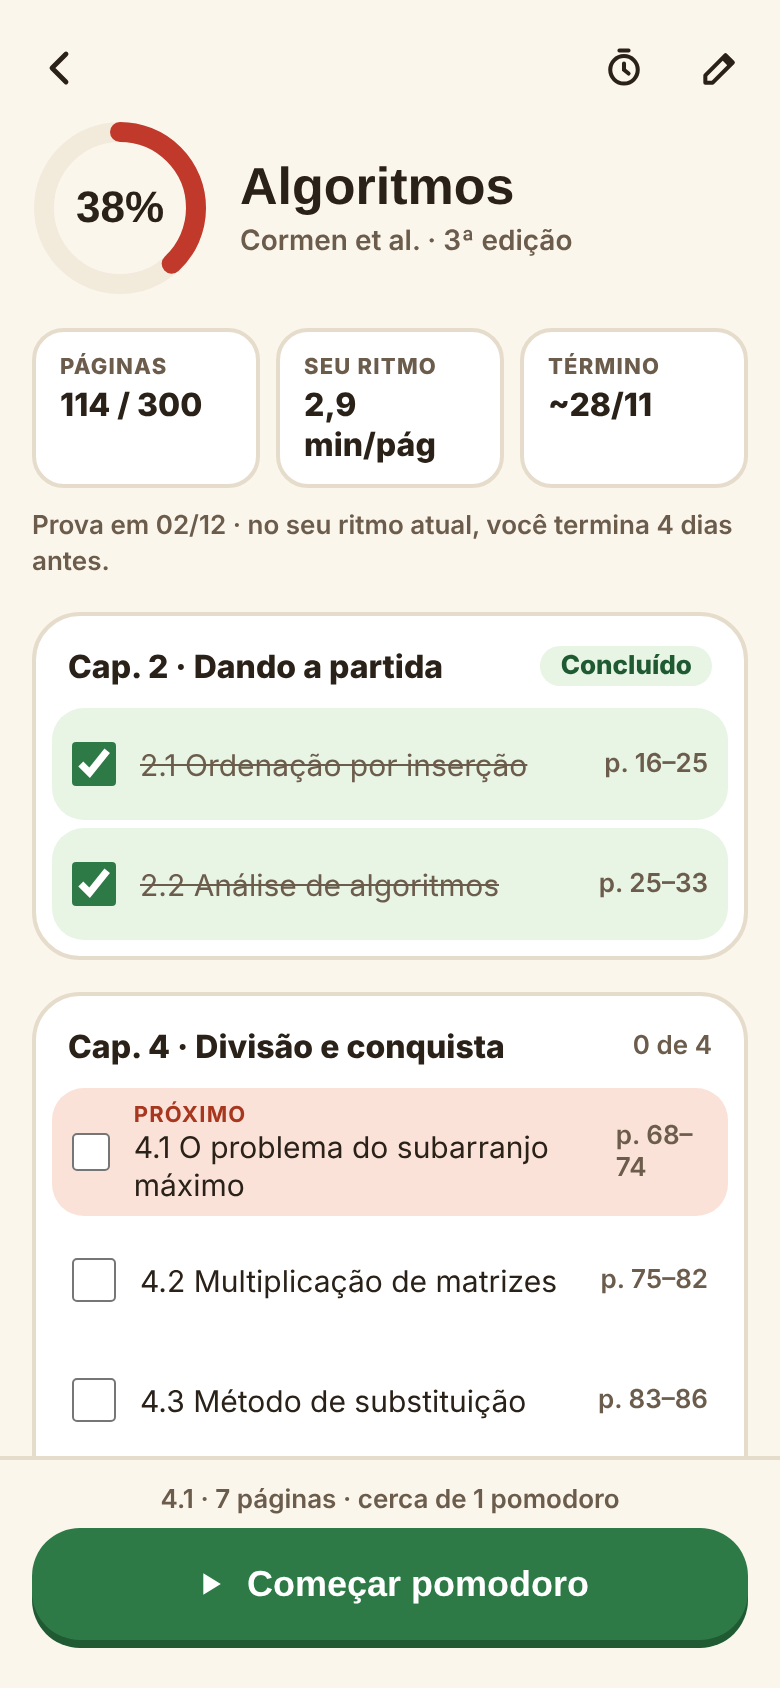 38%
Algoritmos
Cormen et al. · 3ª edição
PÁGINAS
114 / 300
SEU RITMO
2,9
min/pág
TÉRMINO
~28/11
Prova em 02/12 · no seu ritmo atual, você termina 4 dias
antes.
Cap. 2 · Dando a partida
Concluído
2.1 Ordenação por inserção
p. 16–25
2.2 Análise de algoritmos
p. 25–33
Cap. 4 · Divisão e conquista
0 de 4
PRÓXIMO
4.1 O problema do subarranjo
máximo
p. 68–
74
4.2 Multiplicação de matrizes
p. 75–82
4.3 Método de substituição
p. 83–86
4.1 · 7 páginas · cerca de 1 pomodoro
Começar pomodoro